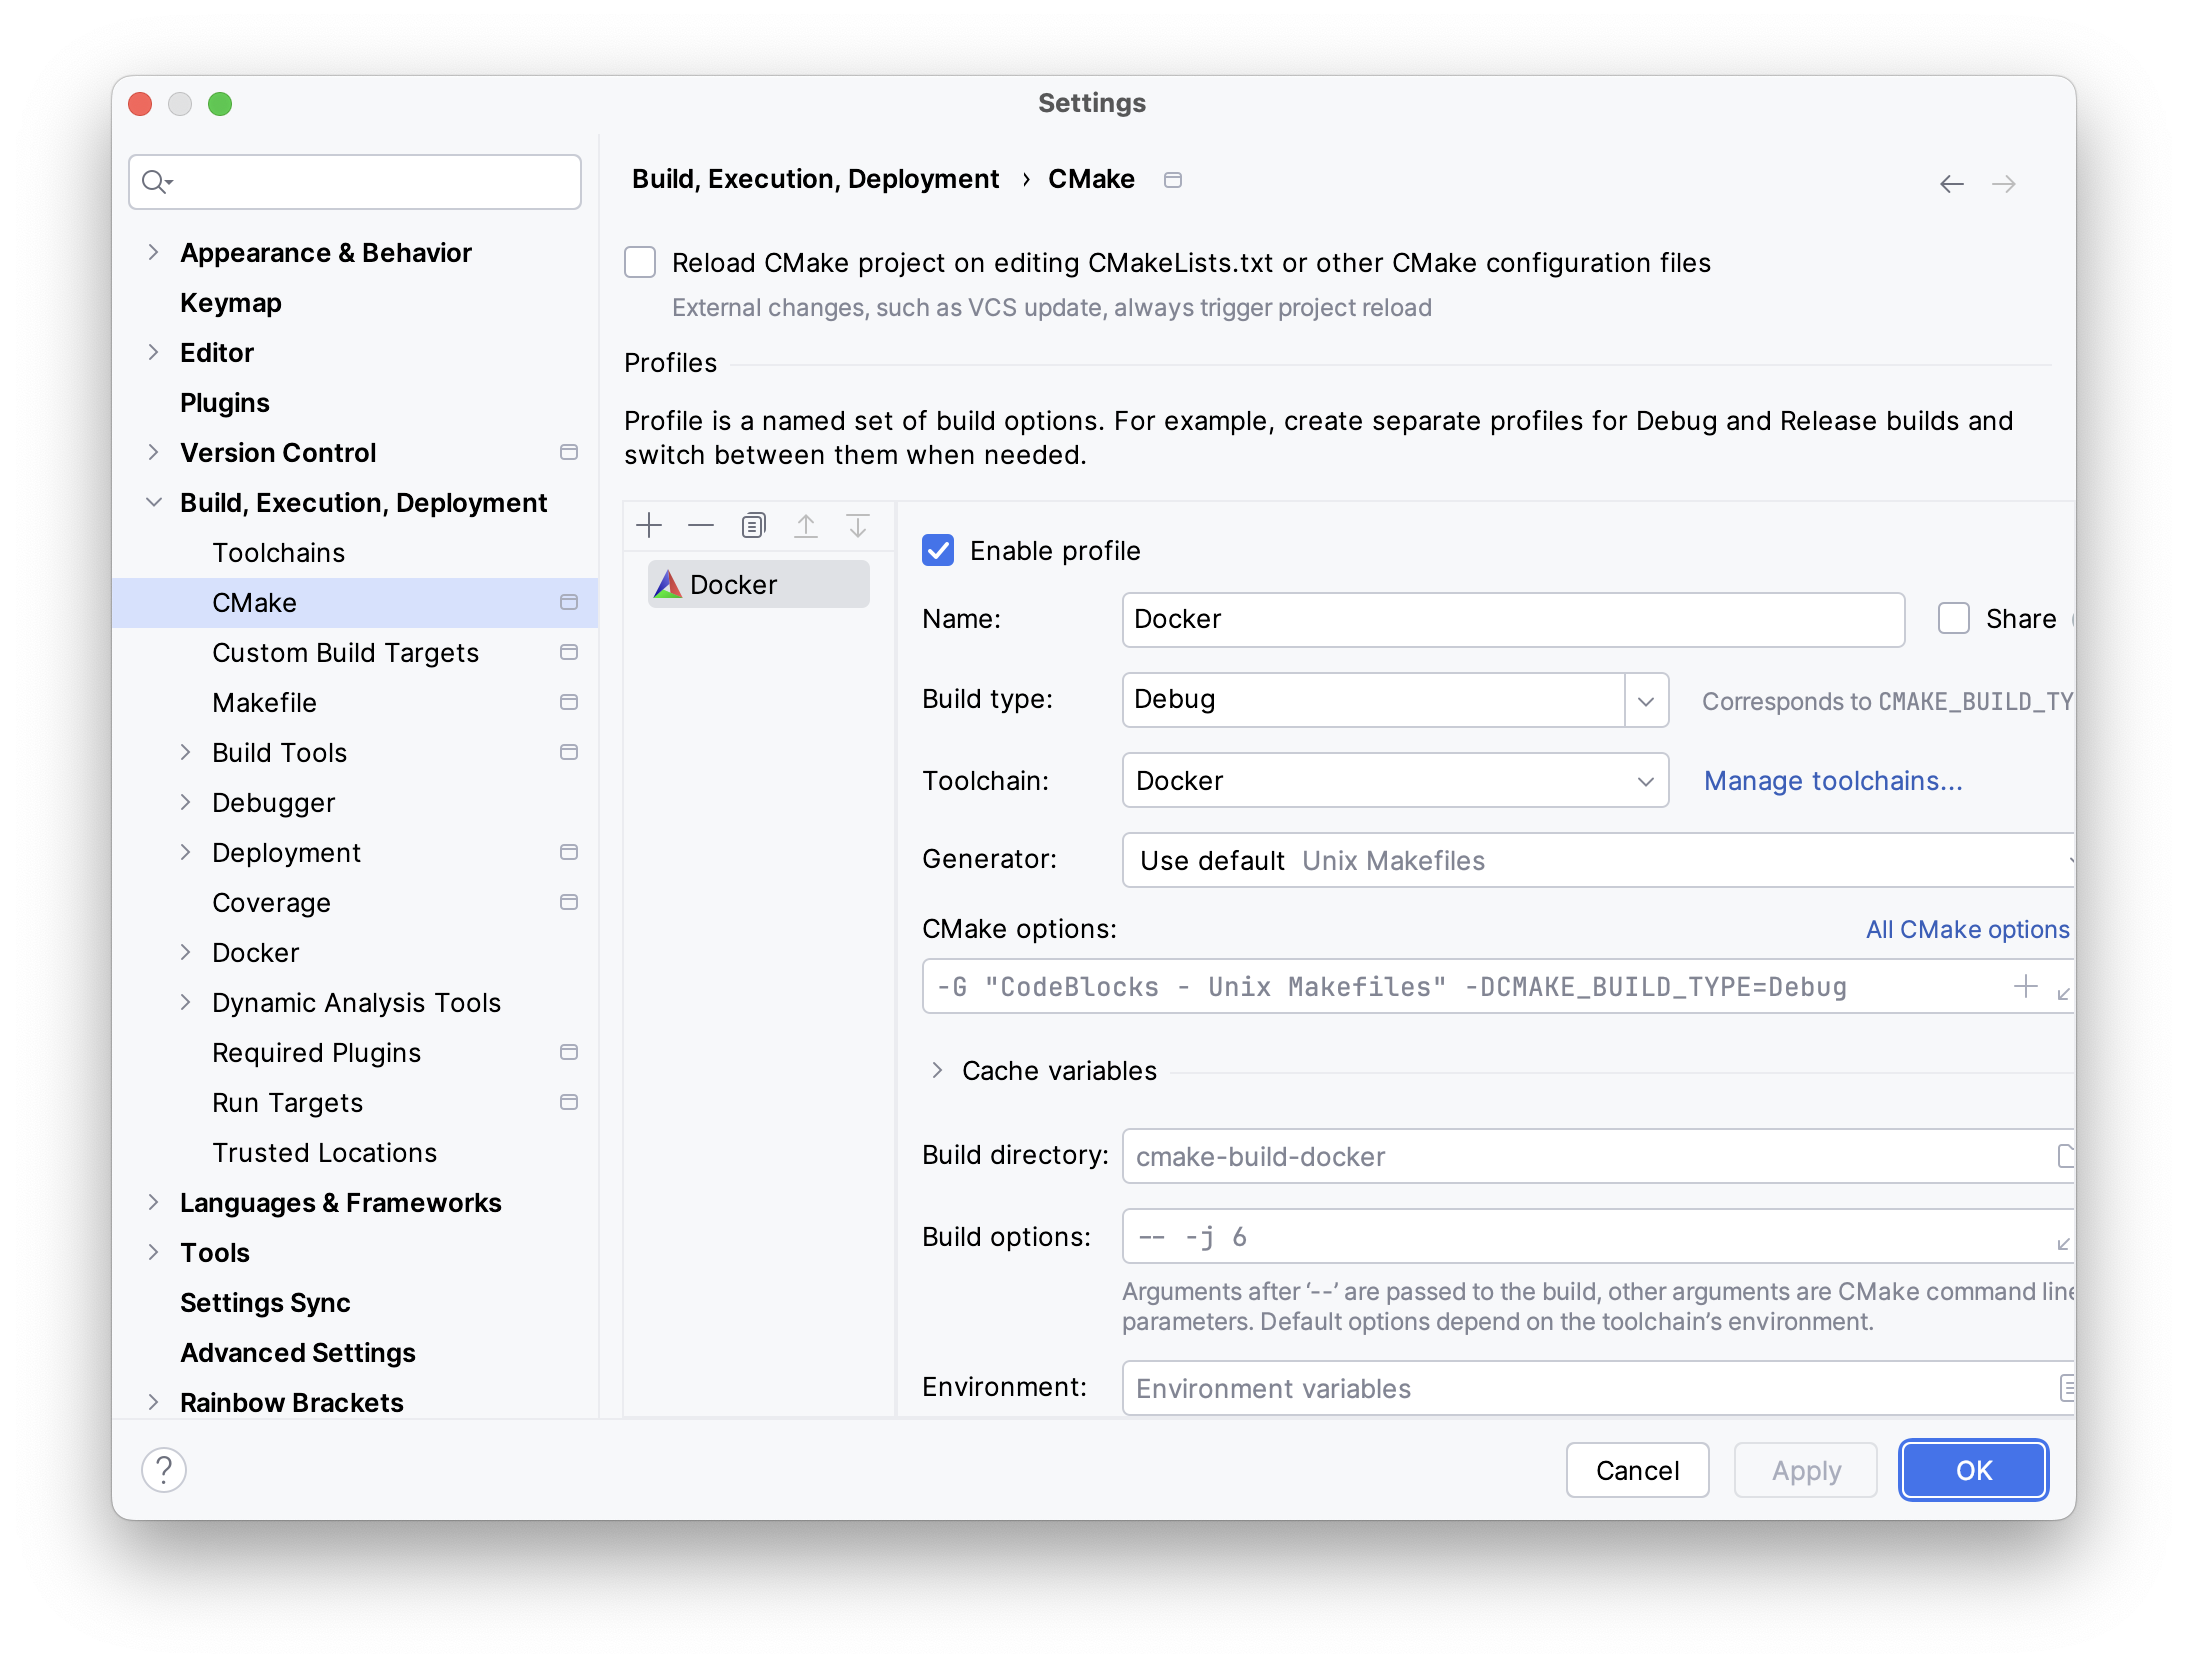 Settings
Appearance & Behavior
Keymap
Editor
Plugins
Version Control
Build, Execution, Deployment
Toolchains
CMake
Custom Build Targets
Makefile
Build Tools
Debugger
Deployment
Coverage
Docker
Dynamic Analysis Tools
Required Plugins
Run Targets
Trusted Locations
Languages & Frameworks
Tools
Settings Sync
Advanced Settings
Rainbow Brackets
Build, Execution, Deployment › CMake
Reload CMake project on editing CMakeLists.txt or other CMake configuration files
External changes, such as VCS update, always trigger project reload
Profiles
Profile is a named set of build options. For example, create separate profiles for Debug and Release builds and
switch between them when needed.
Docker
Enable profile
Name: Docker Share
Build type: Debug Corresponds to CMAKE_BUILD_TY
Toolchain: Docker Manage toolchains...
Generator: Use default Unix Makefiles
CMake options: All CMake options
-G "CodeBlocks - Unix Makefiles" -DCMAKE_BUILD_TYPE=Debug
Cache variables
Build directory: cmake-build-docker
Build options: -- -j 6
Arguments after ‘--’ are passed to the build, other arguments are CMake command line
parameters. Default options depend on the toolchain’s environment.
Environment: Environment variables
? Cancel Apply OK